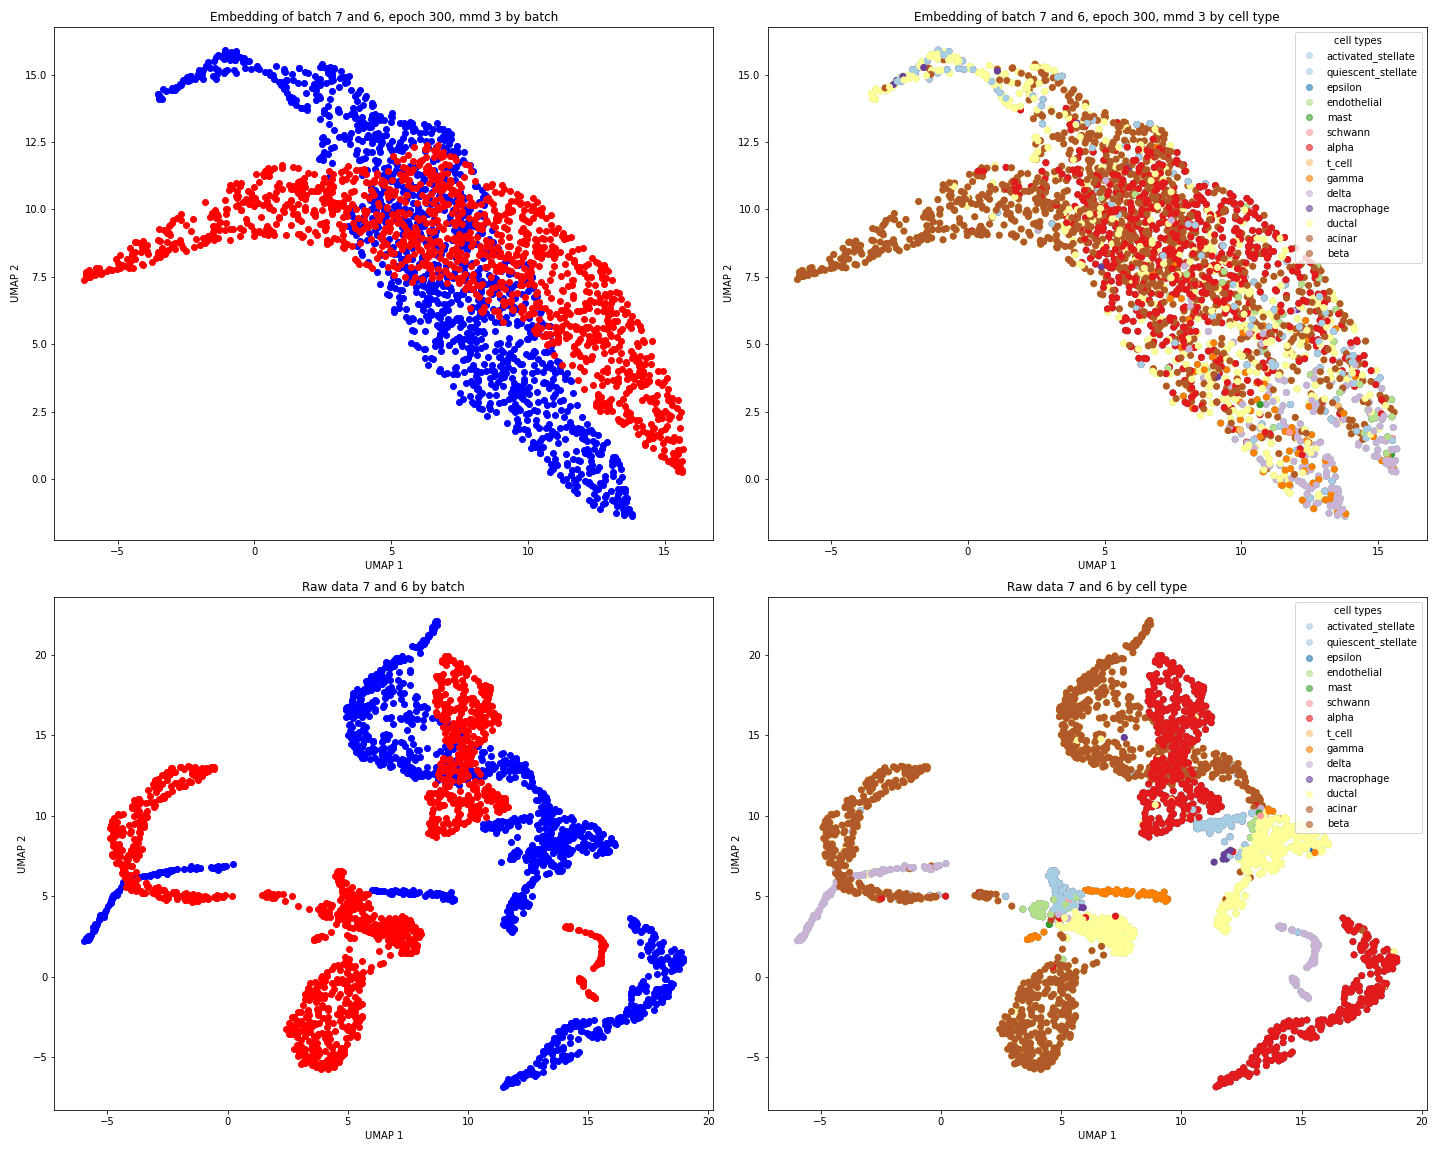 Embedding of batch 7 and 6, epoch 300, mmd 3 by batch
15.0
12.5
10.0
7.5
5.0
2.5
0.0
UMAP 2
−5
0
5
10
15
UMAP 1
Embedding of batch 7 and 6, epoch 300, mmd 3 by cell type
cell types
activated_stellate
quiescent_stellate
epsilon
endothelial
mast
schwann
alpha
t_cell
gamma
delta
macrophage
ductal
acinar
beta
15.0
12.5
10.0
7.5
5.0
2.5
0.0
UMAP 2
−5
0
5
10
15
UMAP 1
Raw data 7 and 6 by batch
20
15
10
5
0
−5
UMAP 2
−5
0
5
10
15
20
UMAP 1
Raw data 7 and 6 by cell type
cell types
activated_stellate
quiescent_stellate
epsilon
endothelial
mast
schwann
alpha
t_cell
gamma
delta
macrophage
ductal
acinar
beta
20
15
10
5
0
−5
UMAP 2
−5
0
5
10
15
20
UMAP 1